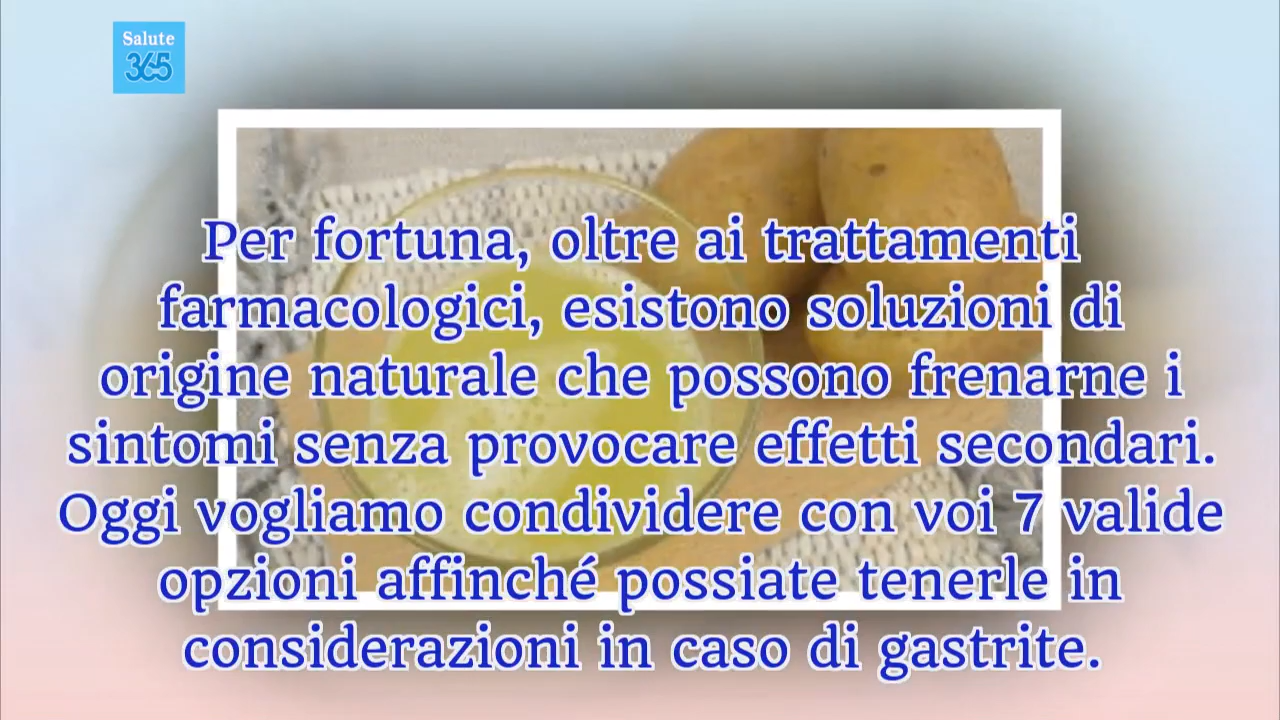 Salute
365
Per fortuna, oltre ai trattamenti
farmacologici, esistono soluzioni di
origine naturale che possono frenarne i
sintomi senza provocare effetti secondari.
Oggi vogliamo condividere con voi 7 valide
opzioni affinché possiate tenerle in
considerazioni in caso di gastrite.